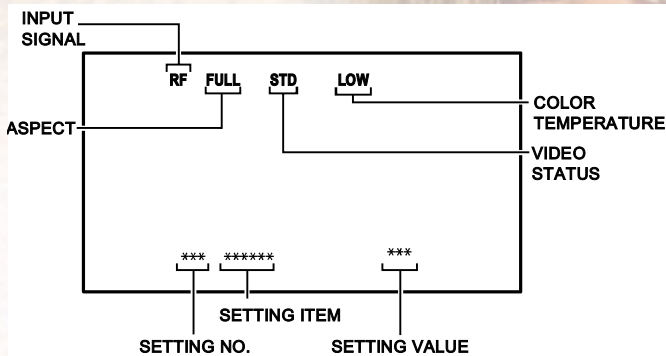 INPUT
SIGNAL
RF FULL STD LOW
ASPECT
COLOR
TEMPERATURE
VIDEO
STATUS
*** ****** ***
SETTING ITEM
SETTING NO. SETTING VALUE